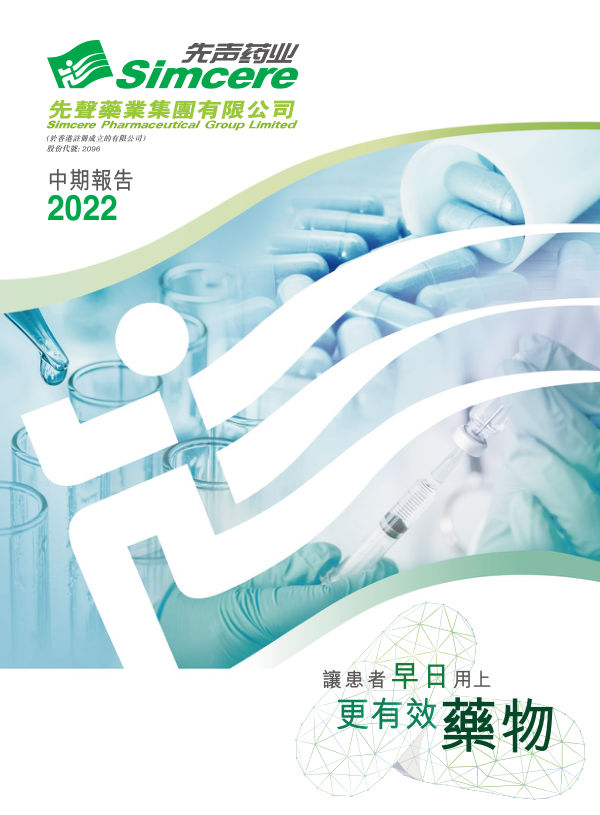 先声药业
Simcere
先聲藥業集團有限公司
Simcere Pharmaceutical Group Limited
(於香港註冊成立的有限公司)
股份代號: 2096
中期報告
2022
讓患者早日用上
更有效藥物